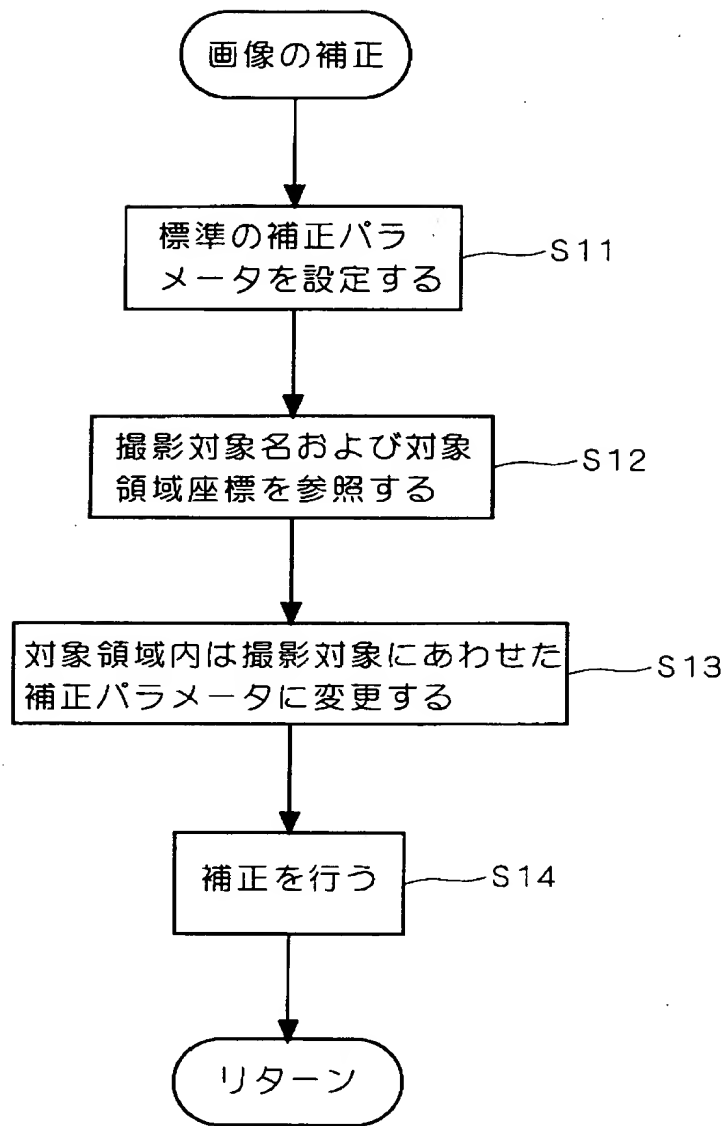 画像の補正
標準の補正パラ
メータを設定する
S11
撮影対象名および対象
領域座標を参照する
S12
対象領域内は撮影対象にあわせた
補正パラメータに変更する
S13
補正を行う
S14
リターン